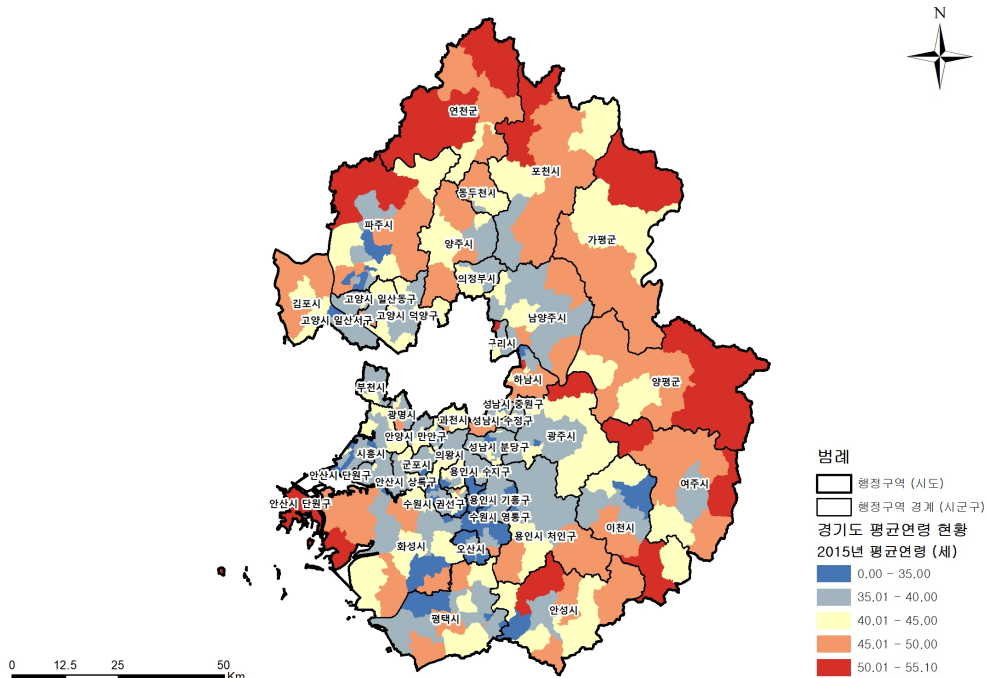 N
연천군
포천시
동두천시
파주시
가평군
양주시
의정부시
김포시
고양시 일산동구
고양시 일산서구
고양시 덕양구
남양주시
구리시
하남시
양평군
부천시
광명시
성남시 중원구
과천시
성남시 수정구
안양시 만안구
광주시
시흥시
의왕시
성남시 분당구
군포시
안산시 단원구
안산시 상록구
용인시 수지구
여주시
안산시 단원구
수원시 권선구
용인시 기흥구
수원시 영통구
이천시
용인시 처인구
화성시
오산시
안성시
평택시
범례
행정구역 (시도)
행정구역 경계 (시군구)
경기도 평균연령 현황
2015년 평균연령 (세)
0.00 - 35.00
35.01 - 40.00
40.01 - 45.00
45.01 - 50.00
50.01 - 55.10
0 12.5 25 50
Km